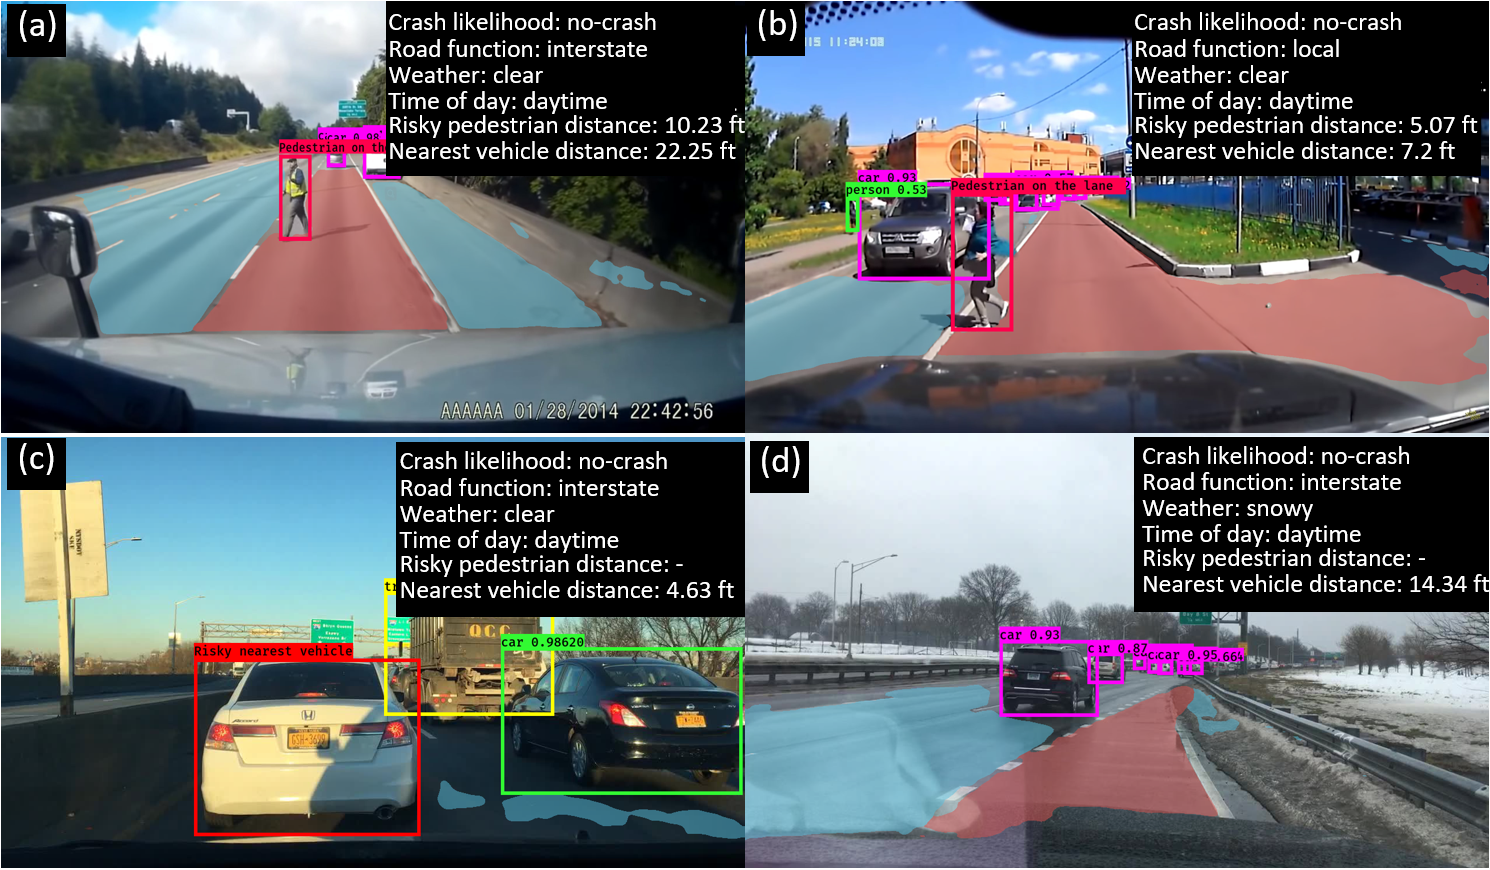 (a)
Crash likelihood: no-crash
Road function: interstate
Weather: clear
Time of day: daytime
Risky pedestrian distance: 10.23 ft
Nearest vehicle distance: 22.25 ft
car 0.98
Pedestrian on th
AAAAAA 01/28/2014 22:42:56
(b)
15 11:24:00
Crash likelihood: no-crash
Road function: local
Weather: clear
Time of day: daytime
Risky pedestrian distance: 5.07 ft
Nearest vehicle distance: 7.2 ft
car 0.93
person 0.53
Pedestrian on the lane
(c)
Crash likelihood: no-crash
Road function: interstate
Weather: clear
Time of day: daytime
Risky pedestrian distance: -
Nearest vehicle distance: 4.63 ft
tr
OCC
car 0.98620
Risky nearest vehicle
Accord
(d)
Crash likelihood: no-crash
Road function: interstate
Weather: snowy
Time of day: daytime
Risky pedestrian distance: -
Nearest vehicle distance: 14.34 ft
car 0.93
car 0.87
car 0.95